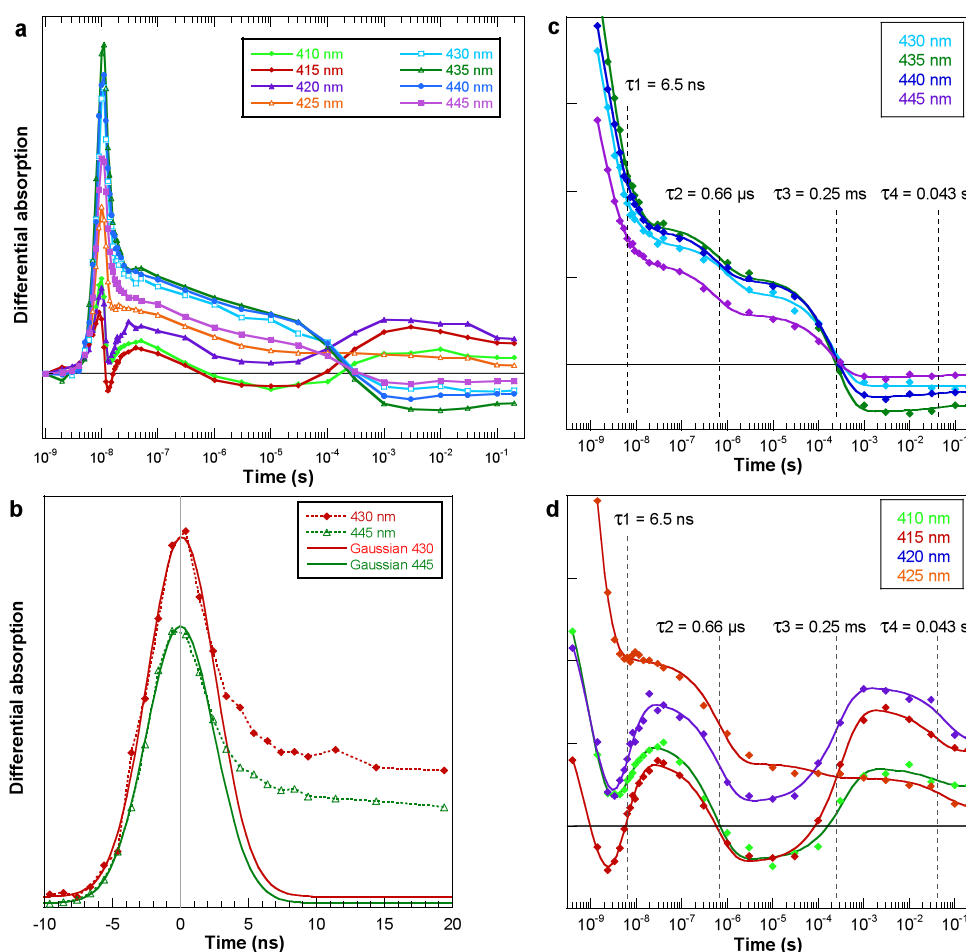 a
410 nm
430 nm
415 nm
435 nm
420 nm
440 nm
425 nm
445 nm
Differential absorption
10⁻⁹ 10⁻⁸ 10⁻⁷ 10⁻⁶ 10⁻⁵ 10⁻⁴ 10⁻³ 10⁻² 10⁻¹
Time (s)
c
430 nm
435 nm
440 nm
445 nm
τ1 = 6.5 ns
τ2 = 0.66 µs
τ3 = 0.25 ms
τ4 = 0.043 s
10⁻⁹ 10⁻⁸ 10⁻⁷ 10⁻⁶ 10⁻⁵ 10⁻⁴ 10⁻³ 10⁻² 10⁻¹
Time (s)
b
430 nm
445 nm
Gaussian 430
Gaussian 445
Differential absorption
-10 -5 0 5 10 15 20
Time (ns)
d
410 nm
415 nm
420 nm
425 nm
τ1 = 6.5 ns
τ2 = 0.66 µs
τ3 = 0.25 ms
τ4 = 0.043 s
10⁻⁹ 10⁻⁸ 10⁻⁷ 10⁻⁶ 10⁻⁵ 10⁻⁴ 10⁻³ 10⁻² 10⁻¹
Time (s)